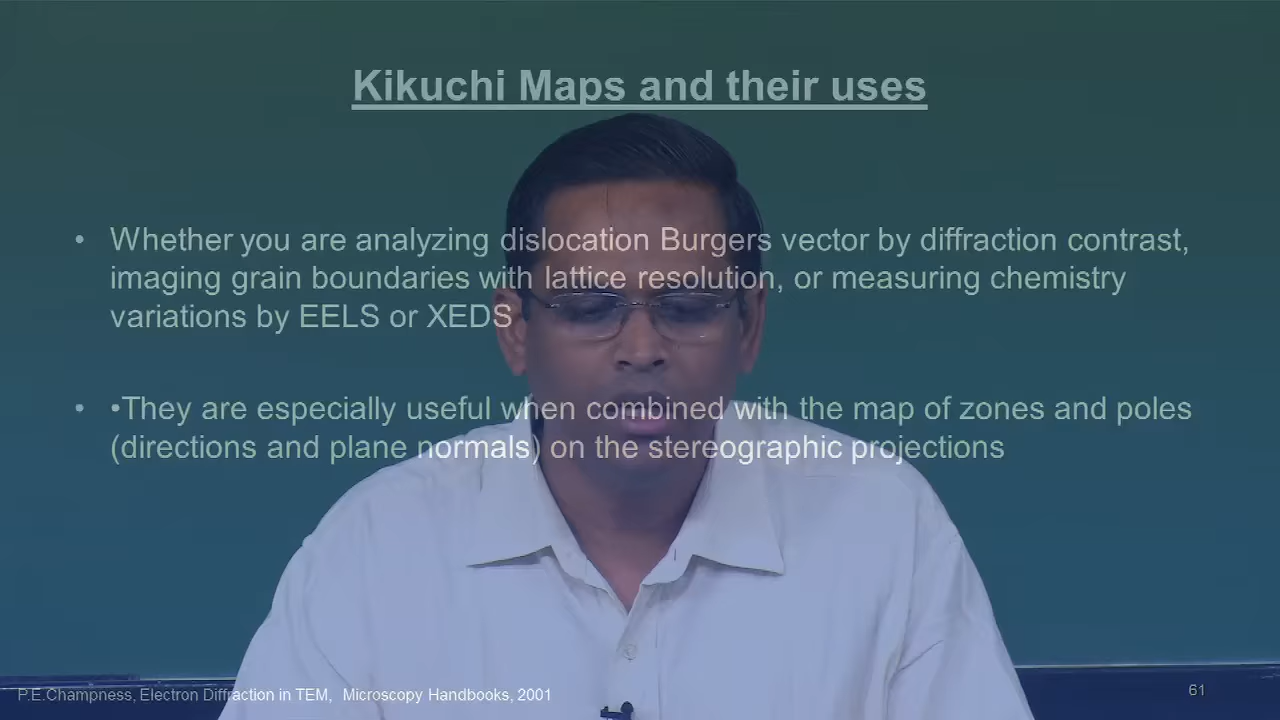 Kikuchi Maps and their uses
• Whether you are analyzing dislocation Burgers vector by diffraction contrast,
imaging grain boundaries with lattice resolution, or measuring chemistry
variations by EELS or XEDS
• •They are especially useful when combined with the map of zones and poles
(directions and plane normals) on the stereographic projections
P.E.Champness, Electron Diffraction in TEM, Microscopy Handbooks, 2001
61